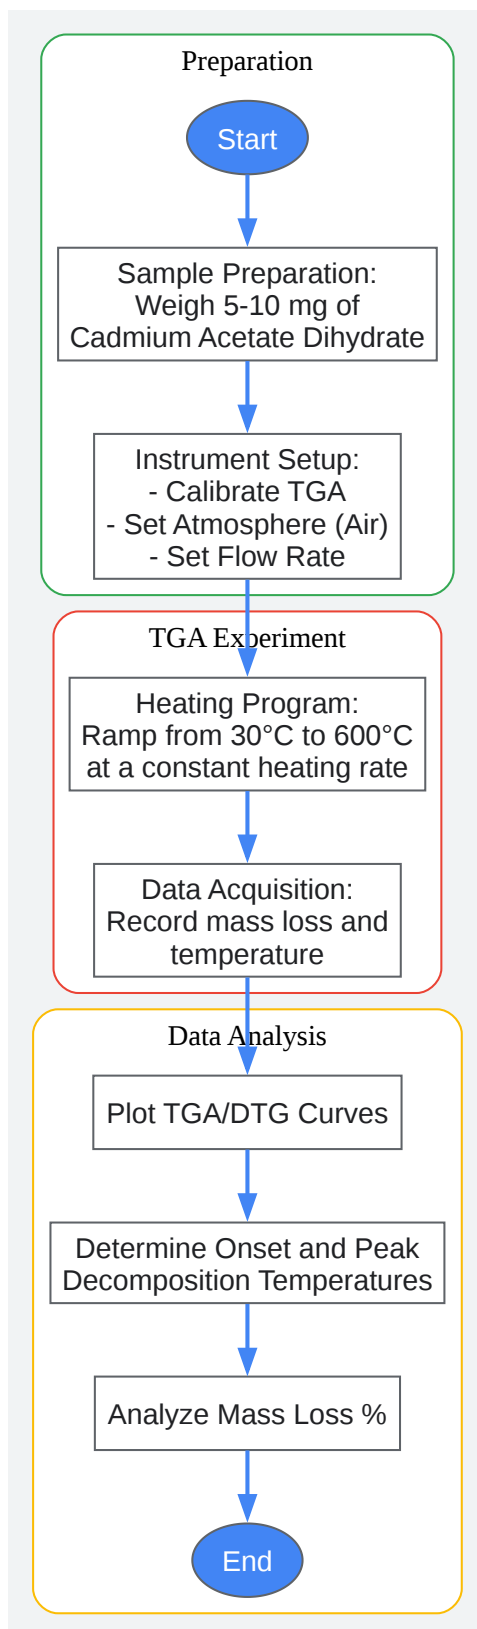 Preparation
Start
Sample Preparation:
Weigh 5-10 mg of
Cadmium Acetate Dihydrate
Instrument Setup:
- Calibrate TGA
- Set Atmosphere (Air)
- Set Flow Rate
TGA Experiment
Heating Program:
Ramp from 30°C to 600°C
at a constant heating rate
Data Acquisition:
Record mass loss and
temperature
Data Analysis
Plot TGA/DTG Curves
Determine Onset and Peak
Decomposition Temperatures
Analyze Mass Loss %
End